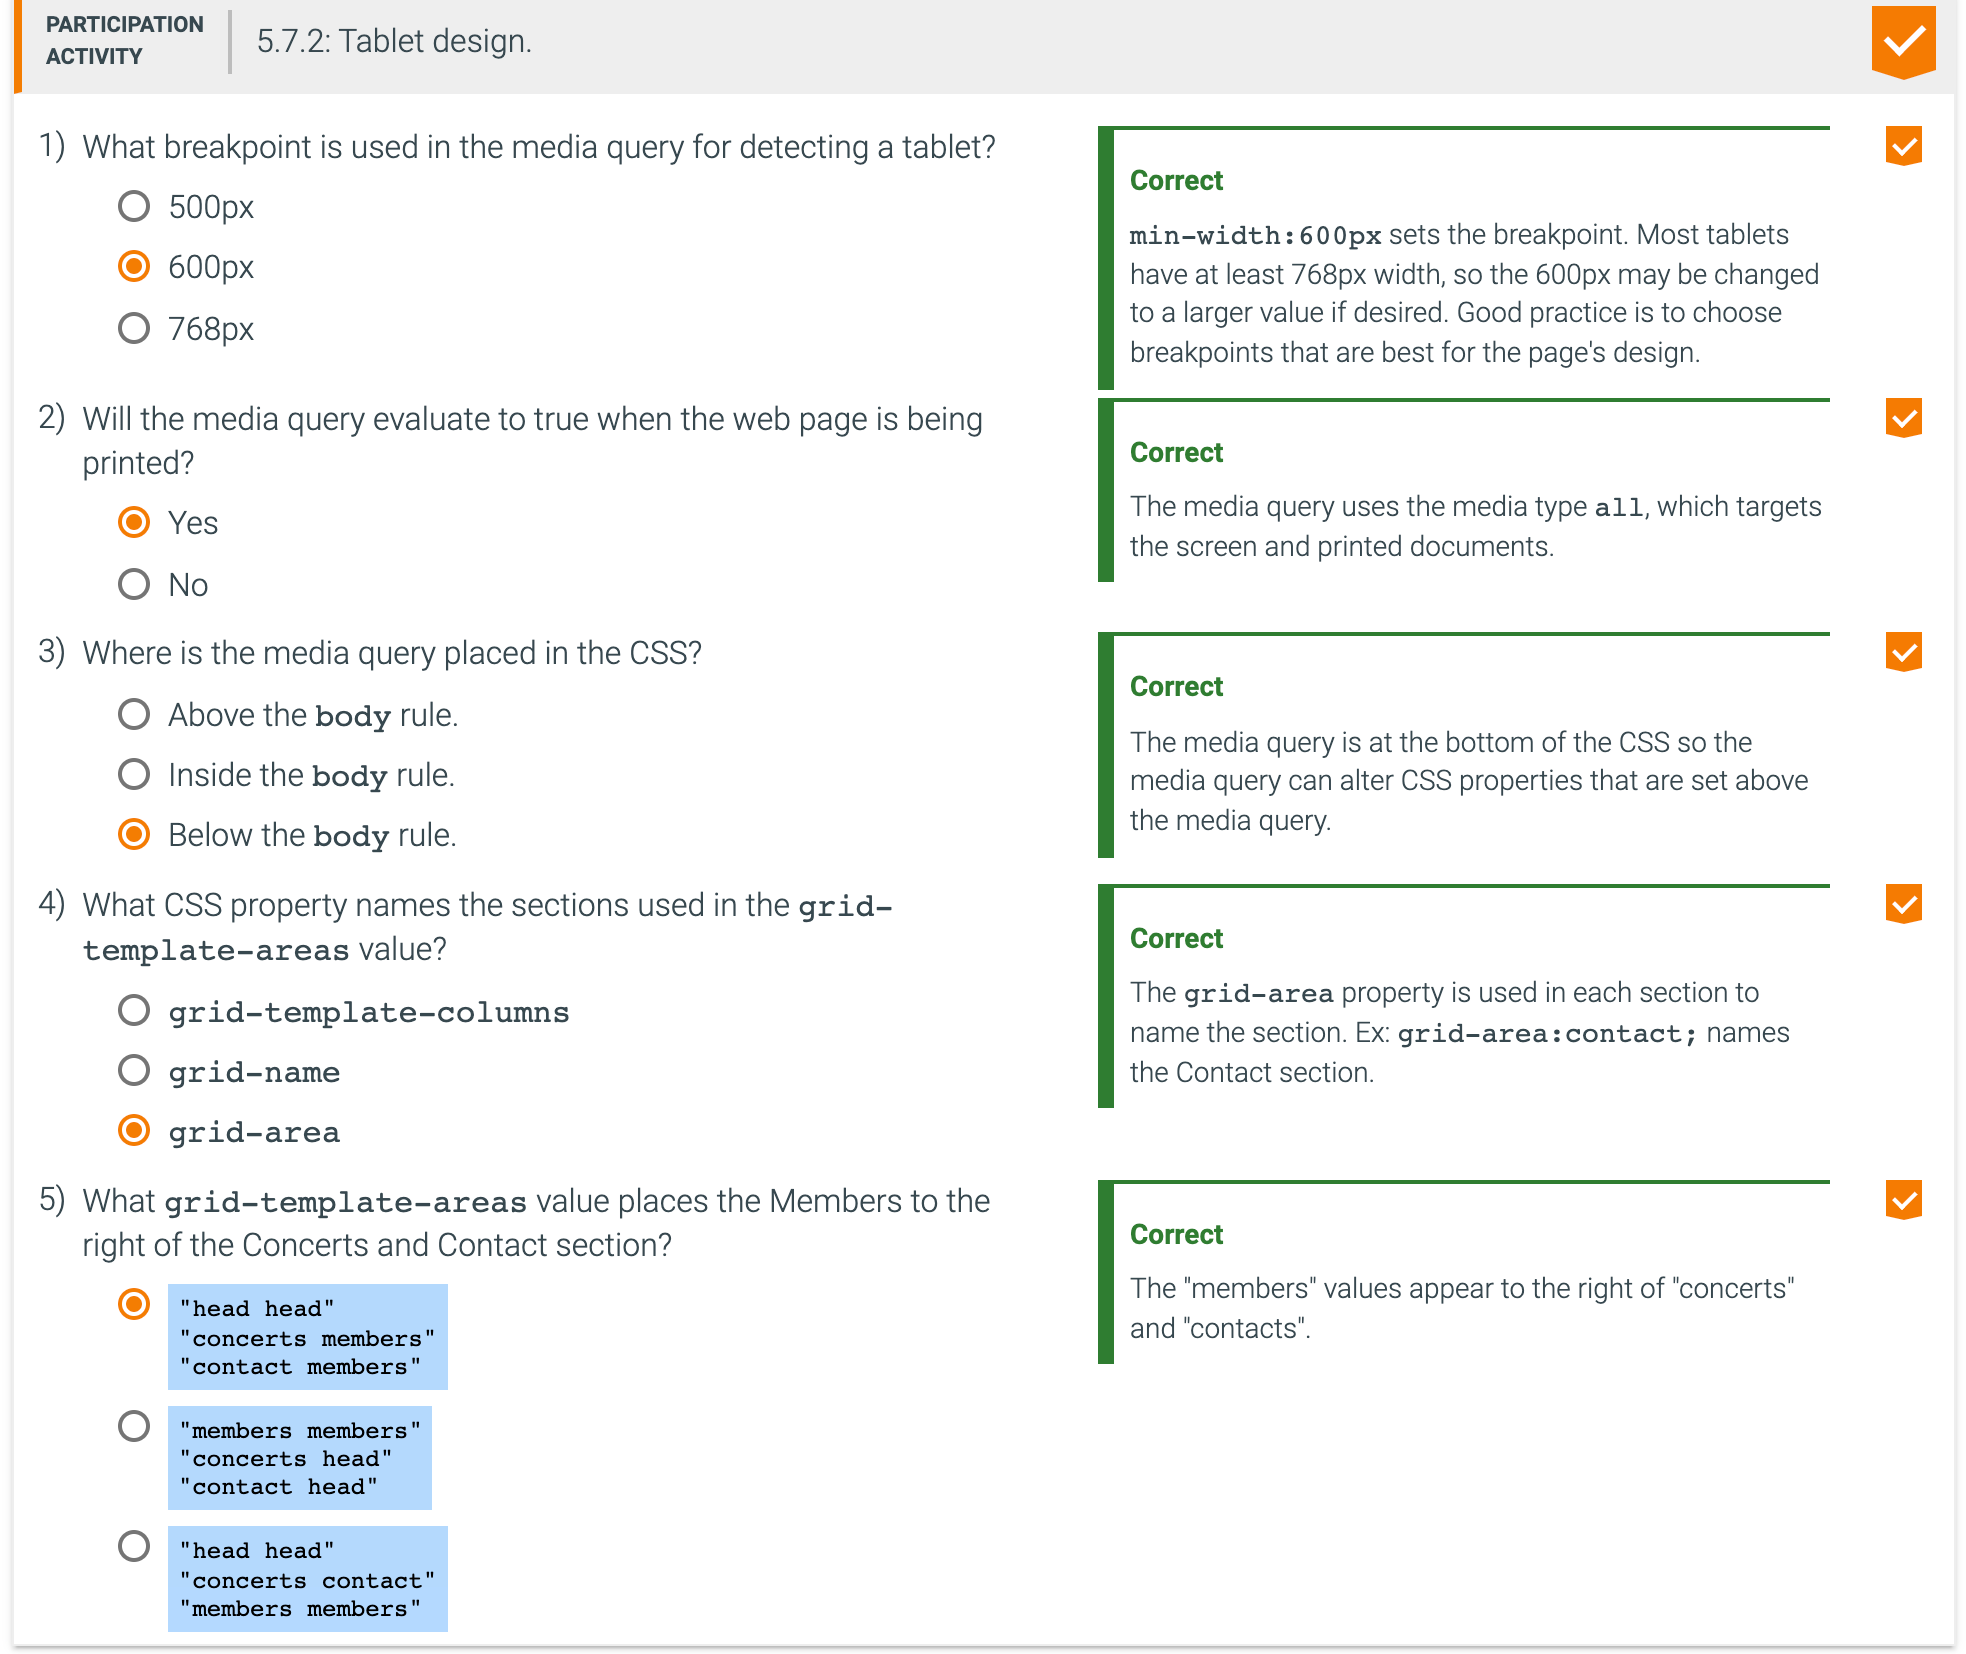 PARTICIPATION
ACTIVITY
5.7.2: Tablet design.
1) What breakpoint is used in the media query for detecting a tablet?
500px
600px
768px
Correct
min-width:600px sets the breakpoint. Most tablets
have at least 768px width, so the 600px may be changed
to a larger value if desired. Good practice is to choose
breakpoints that are best for the page's design.
2) Will the media query evaluate to true when the web page is being
printed?
Yes
No
Correct
The media query uses the media type all, which targets
the screen and printed documents.
3) Where is the media query placed in the CSS?
Above the body rule.
Inside the body rule.
Below the body rule.
Correct
The media query is at the bottom of the CSS so the
media query can alter CSS properties that are set above
the media query.
4) What CSS property names the sections used in the grid-
template-areas value?
grid-template-columns
grid-name
grid-area
Correct
The grid-area property is used in each section to
name the section. Ex: grid-area:contact; names
the Contact section.
5) What grid-template-areas value places the Members to the
right of the Concerts and Contact section?
"head head"
"concerts members"
"contact members"
"members members"
"concerts head"
"contact head"
"head head"
"concerts contact"
"members members"
Correct
The "members" values appear to the right of "concerts"
and "contacts".